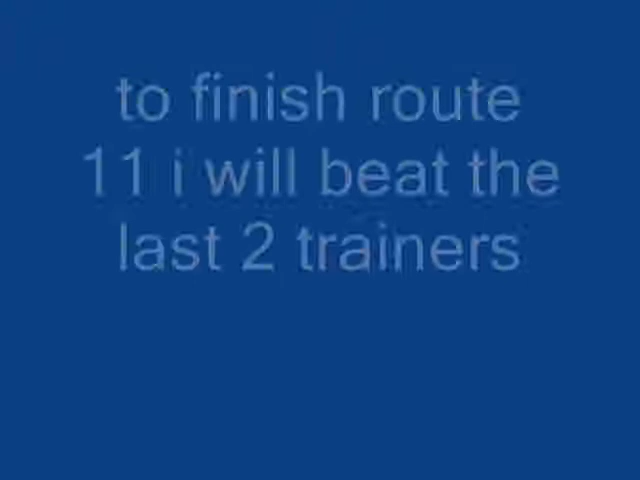 to finish route
11 i will beat the
last 2 trainers